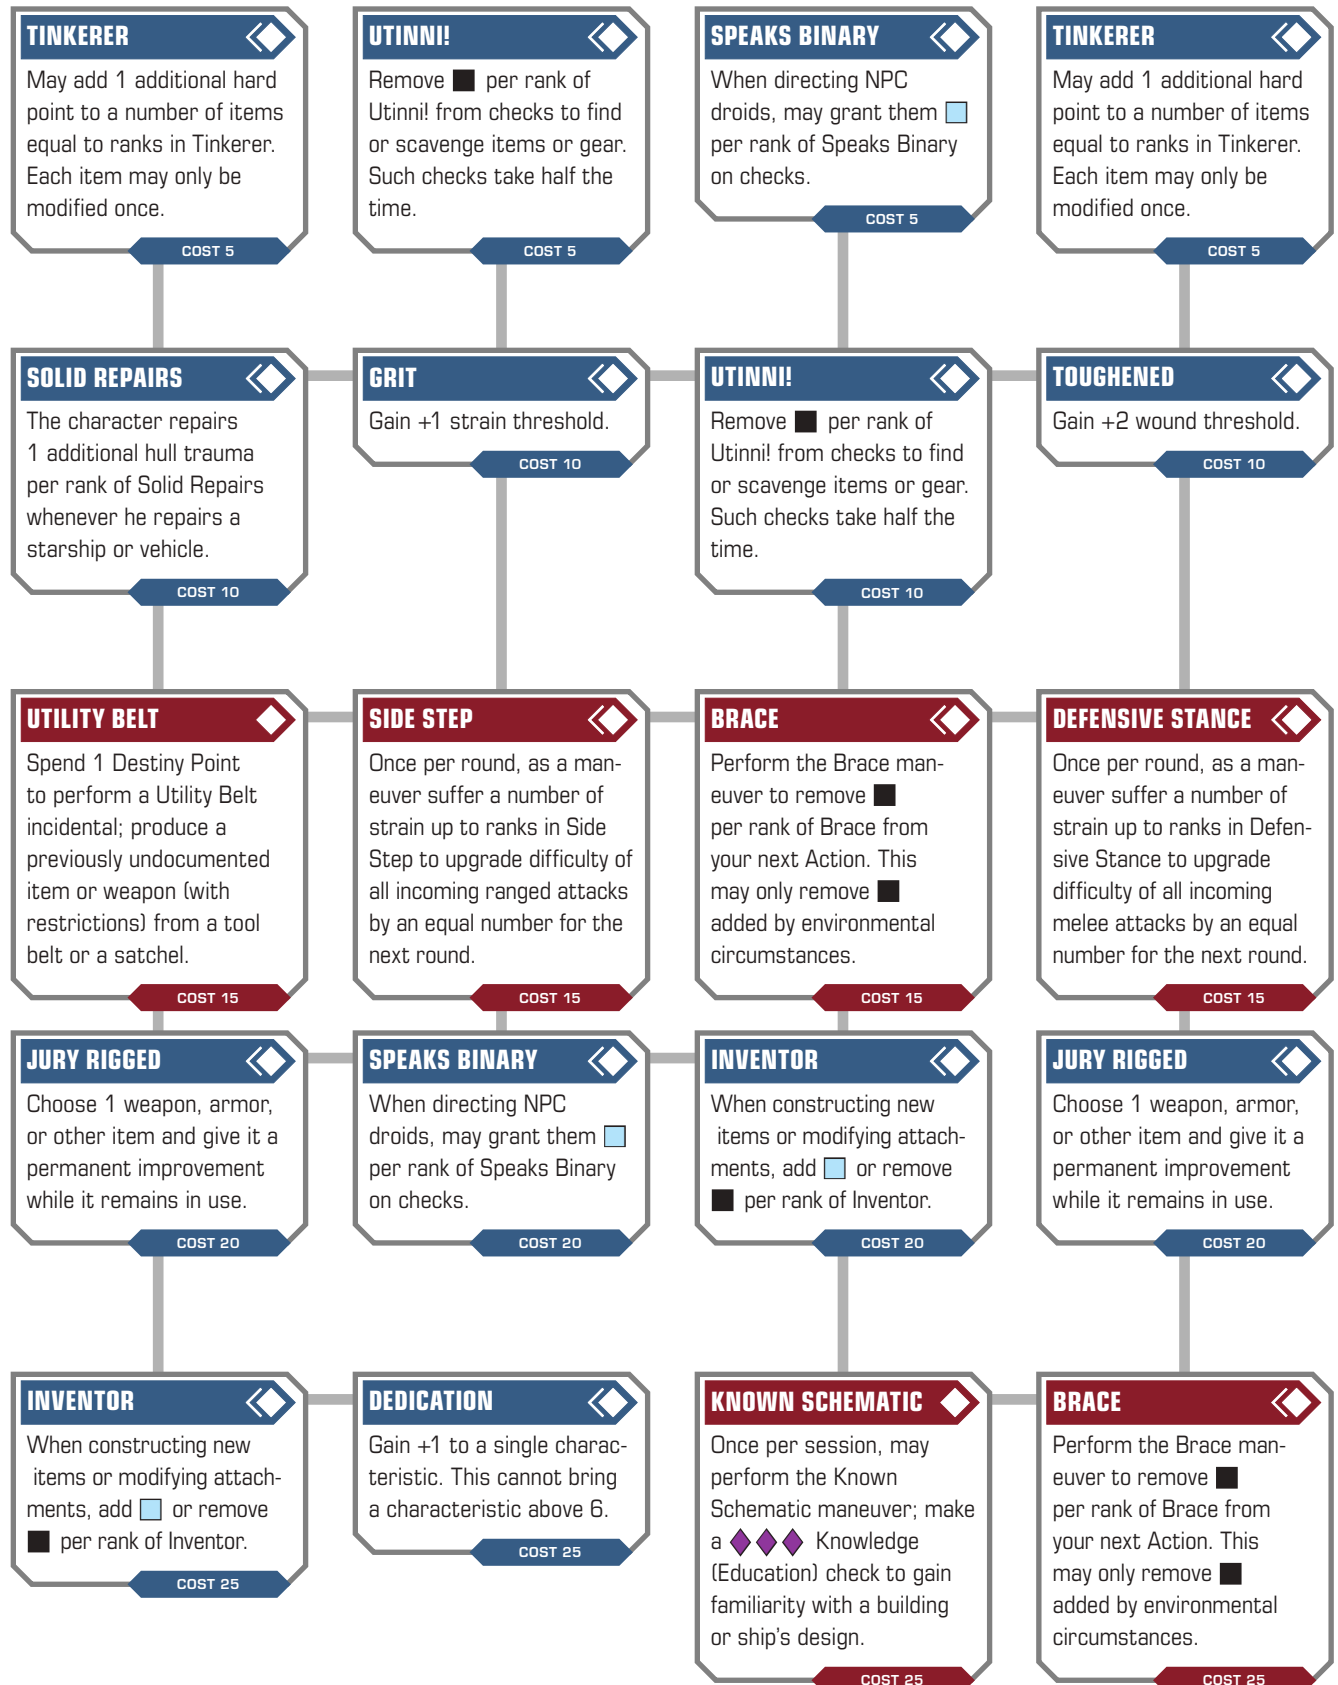 TINKERER
May add 1 additional hard
point to a number of items
equal to ranks in Tinkerer.
Each item may only be
modified once.
COST 5
UTINNI!
Remove per rank of
Utinni! from checks to find
or scavenge items or gear.
Such checks take half the
time.
COST 5
SPEAKS BINARY
When directing NPC
droids, may grant them
per rank of Speaks Binary
on checks.
COST 5
TINKERER
May add 1 additional hard
point to a number of items
equal to ranks in Tinkerer.
Each item may only be
modified once.
COST 5
SOLID REPAIRS
The character repairs
1 additional hull trauma
per rank of Solid Repairs
whenever he repairs a
starship or vehicle.
COST 10
GRIT
Gain +1 strain threshold.
COST 10
UTINNI!
Remove per rank of
Utinni! from checks to find
or scavenge items or gear.
Such checks take half the
time.
COST 10
TOUGHENED
Gain +2 wound threshold.
COST 10
UTILITY BELT
Spend 1 Destiny Point
to perform a Utility Belt
incidental; produce a
previously undocumented
item or weapon (with
restrictions) from a tool
belt or a satchel.
COST 15
SIDE STEP
Once per round, as a man-
euver suffer a number of
strain up to ranks in Side
Step to upgrade difficulty of
all incoming ranged attacks
by an equal number for the
next round.
COST 15
BRACE
Perform the Brace man-
euver to remove
per rank of Brace from
your next Action. This
may only remove
added by environmental
circumstances.
COST 15
DEFENSIVE STANCE
Once per round, as a man-
euver suffer a number of
strain up to ranks in Defen-
sive Stance to upgrade
difficulty of all incoming
melee attacks by an equal
number for the next round.
COST 15
JURY RIGGED
Choose 1 weapon, armor,
or other item and give it a
permanent improvement
while it remains in use.
COST 20
SPEAKS BINARY
When directing NPC
droids, may grant them
per rank of Speaks Binary
on checks.
COST 20
INVENTOR
When constructing new
items or modifying attach-
ments, add or remove
per rank of Inventor.
COST 20
JURY RIGGED
Choose 1 weapon, armor,
or other item and give it a
permanent improvement
while it remains in use.
COST 20
INVENTOR
When constructing new
items or modifying attach-
ments, add or remove
per rank of Inventor.
COST 25
DEDICATION
Gain +1 to a single charac-
teristic. This cannot bring
a characteristic above 6.
COST 25
KNOWN SCHEMATIC
Once per session, may
perform the Known
Schematic maneuver; make
a Knowledge
(Education) check to gain
familiarity with a building
or ship's design.
COST 25
BRACE
Perform the Brace man-
euver to remove
per rank of Brace from
your next Action. This
may only remove
added by environmental
circumstances.
COST 25